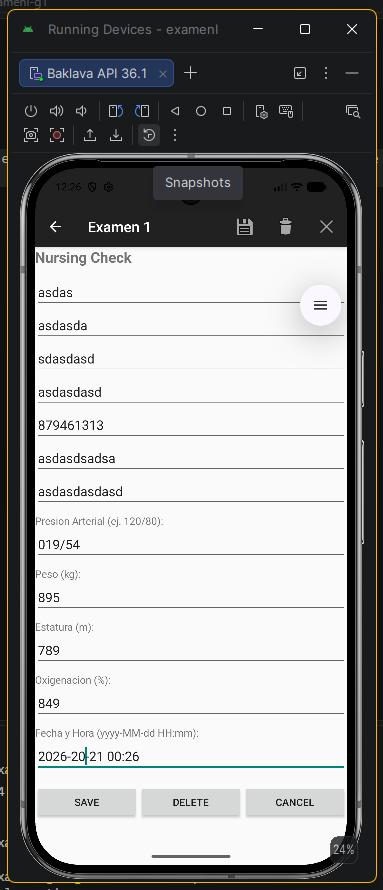 Running Devices - examenI
Baklava API 36.1
12:26
Snapshots
Examen 1
Nursing Check
asdas
asdasda
sdasdasd
asdasdasd
879461313
asdasdsadsa
asdasdasdasd
Presion Arterial (ej. 120/80):
019/54
Peso (kg):
895
Estatura (m):
789
Oxigenacion (%):
849
Fecha y Hora (yyyy-MM-dd HH:mm):
2026-20-21 00:26
SAVE
DELETE
CANCEL
24%